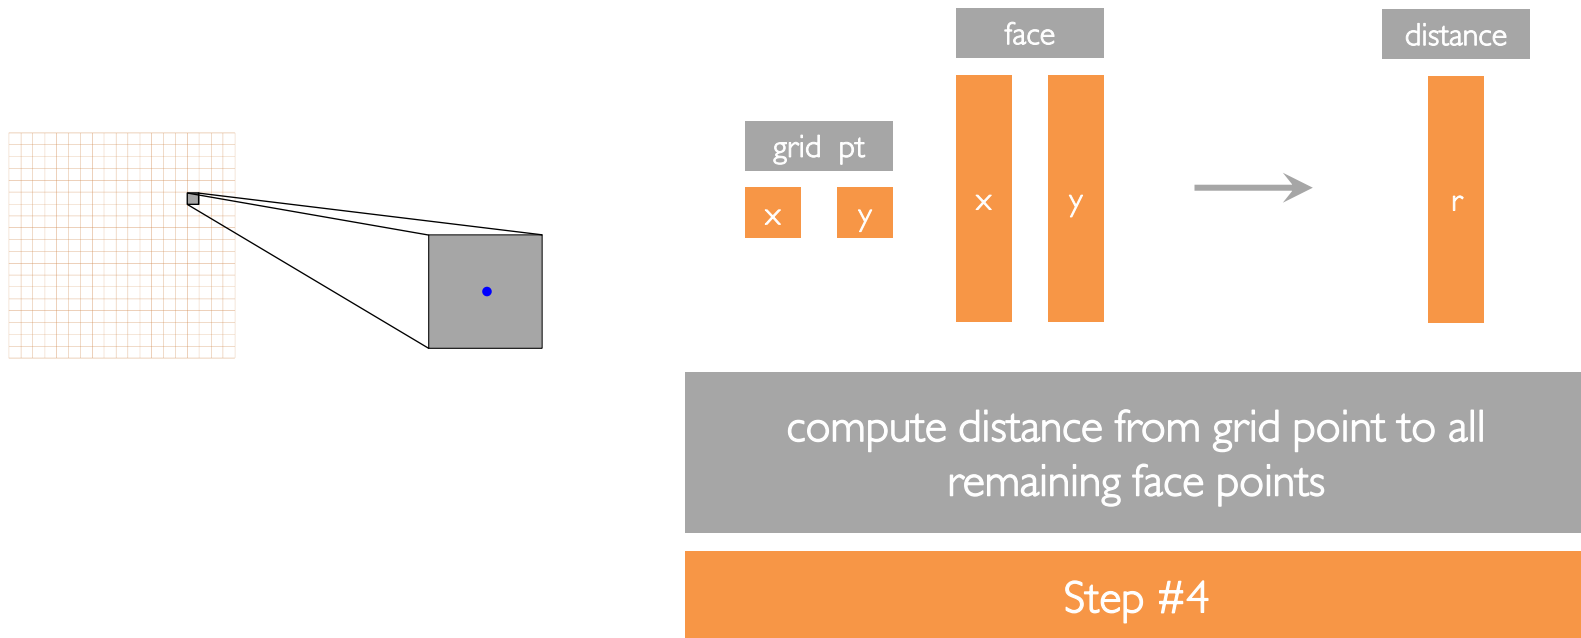 face
distance
grid pt
x y
x y
r
compute distance from grid point to all
remaining face points
Step #4